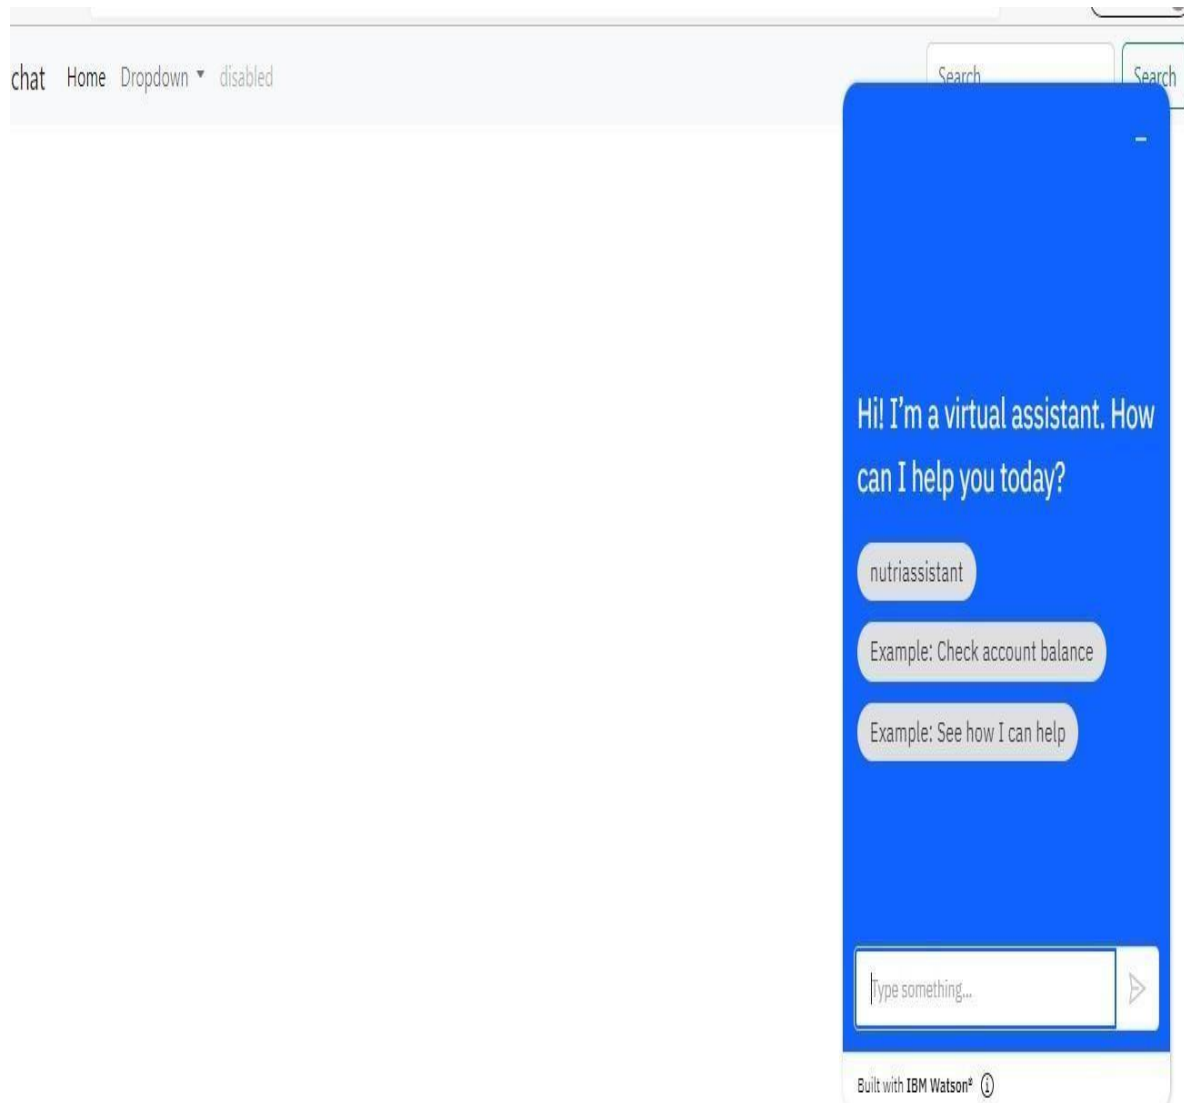 chat Home Dropdown disabled Search Search
Hi! I'm a virtual assistant. How
can I help you today?
nutriassistant
Example: Check account balance
Example: See how I can help
Type something...
Built with IBM Watson®